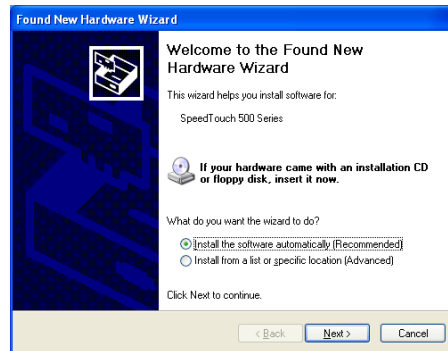 Found New Hardware Wizard
Welcome to the Found New
Hardware Wizard
This wizard helps you install software for:
SpeedTouch 500 Series
If your hardware came with an installation CD
or floppy disk, insert it now.
What do you want the wizard to do?
Install the software automatically (Recommended)
Install from a list or specific location (Advanced)
Click Next to continue.
< Back Next > Cancel